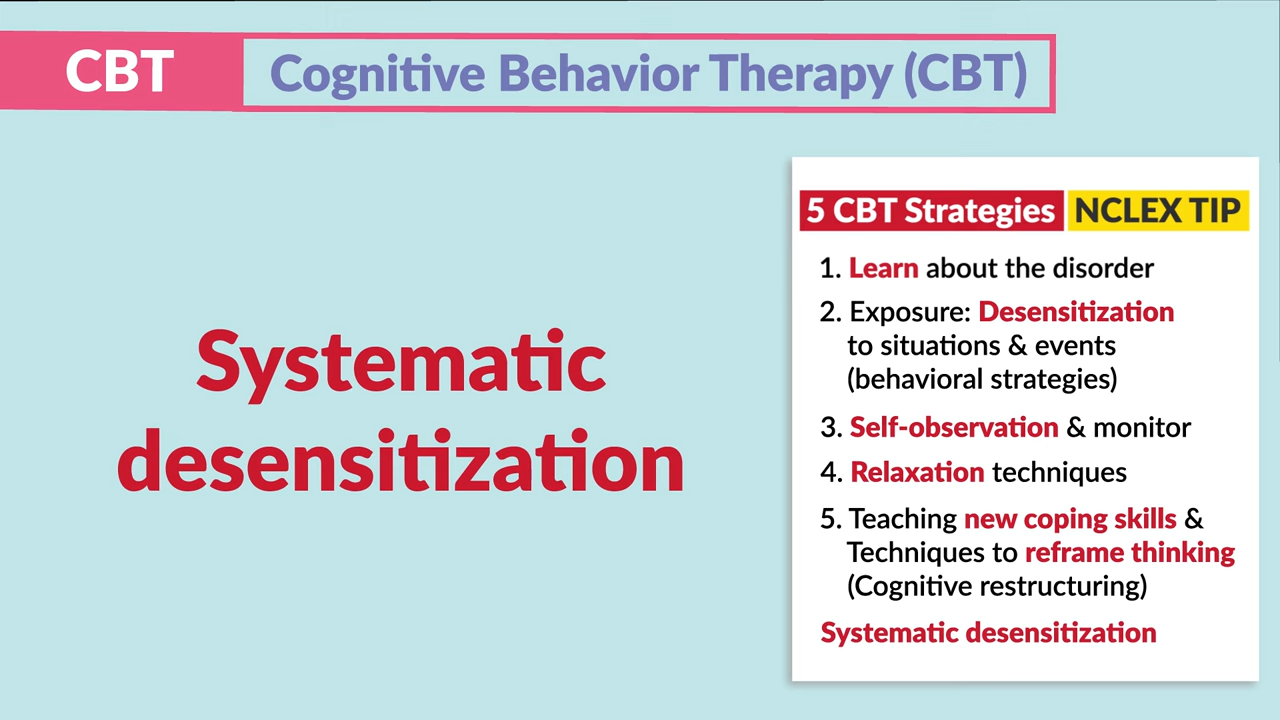 CBT
Cognitive Behavior Therapy (CBT)
Systematic
desensitization
5 CBT Strategies NCLEX TIP
1. Learn about the disorder
2. Exposure: Desensitization
to situations & events
(behavioral strategies)
3. Self-observation & monitor
4. Relaxation techniques
5. Teaching new coping skills &
Techniques to reframe thinking
(Cognitive restructuring)
Systematic desensitization